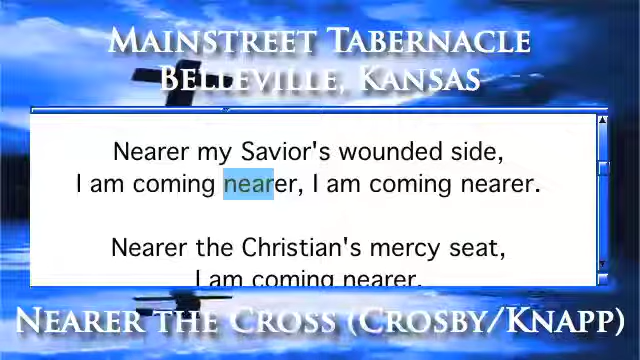 Mainstreet Tabernacle
Belleville, Kansas
Nearer my Savior's wounded side,
I am coming nearer, I am coming nearer.
Nearer the Christian's mercy seat,
I am coming nearer.
Nearer the Cross (Crosby/Knapp)